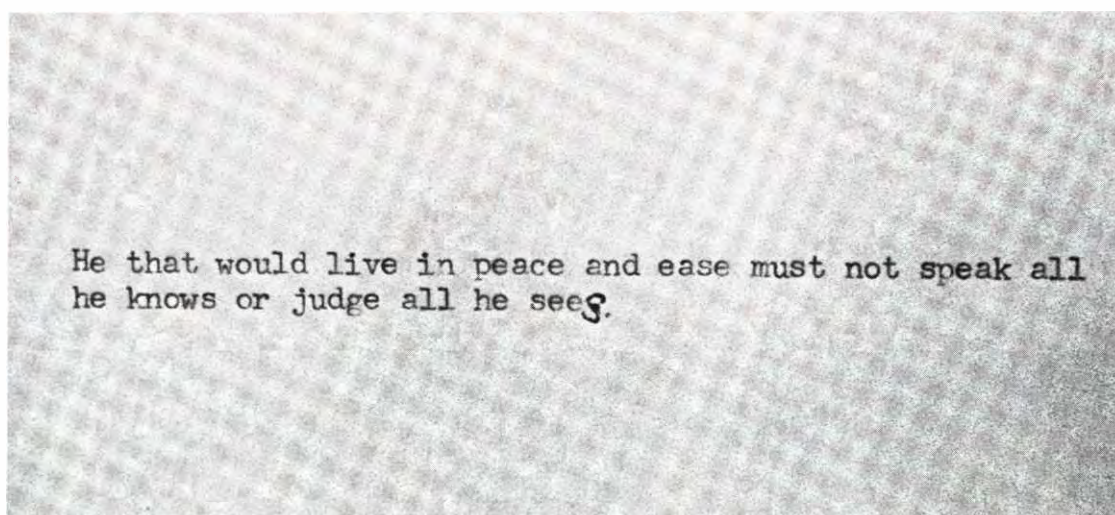 He that would live in peace and ease must not speak all
he knows or judge all he sees.